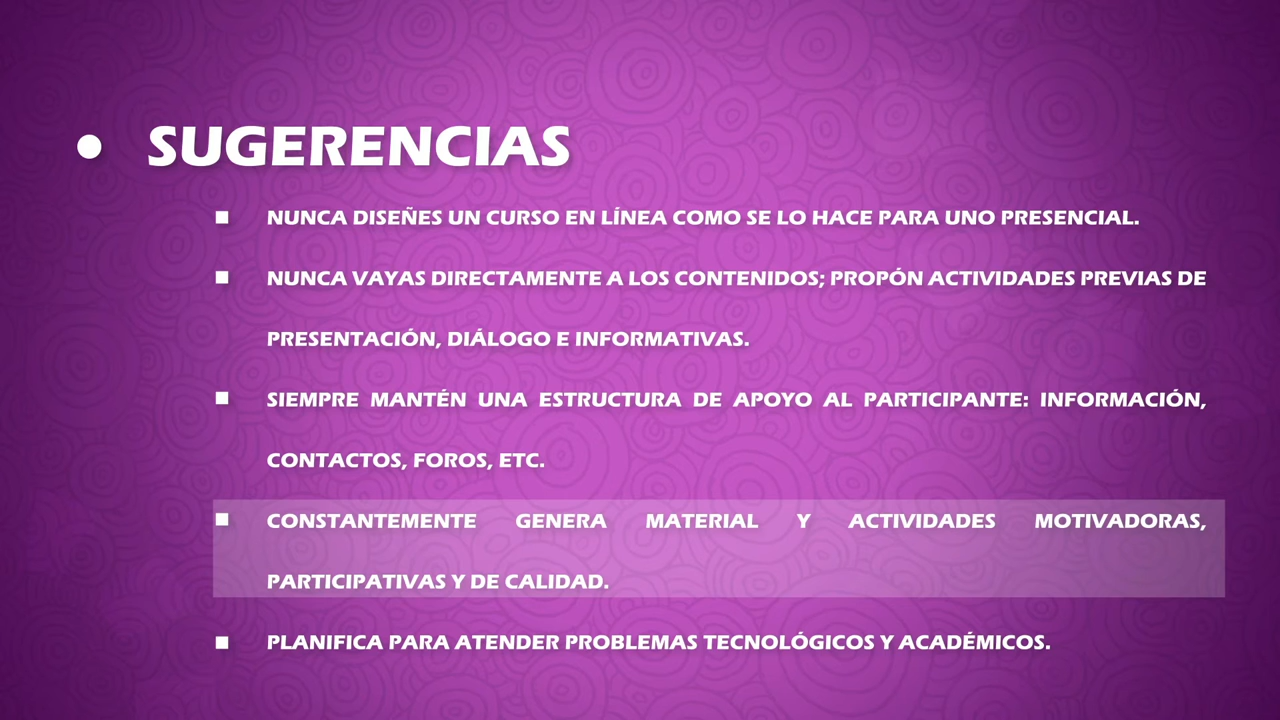 ● SUGERENCIAS
■ NUNCA DISEÑES UN CURSO EN LÍNEA COMO SE LO HACE PARA UNO PRESENCIAL.
■ NUNCA VAYAS DIRECTAMENTE A LOS CONTENIDOS; PROPÓN ACTIVIDADES PREVIAS DE
PRESENTACIÓN, DIÁLOGO E INFORMATIVAS.
■ SIEMPRE MANTÉN UNA ESTRUCTURA DE APOYO AL PARTICIPANTE: INFORMACIÓN,
CONTACTOS, FOROS, ETC.
■ CONSTANTEMENTE GENERA MATERIAL Y ACTIVIDADES MOTIVADORAS,
PARTICIPATIVAS Y DE CALIDAD.
■ PLANIFICA PARA ATENDER PROBLEMAS TECNOLÓGICOS Y ACADÉMICOS.